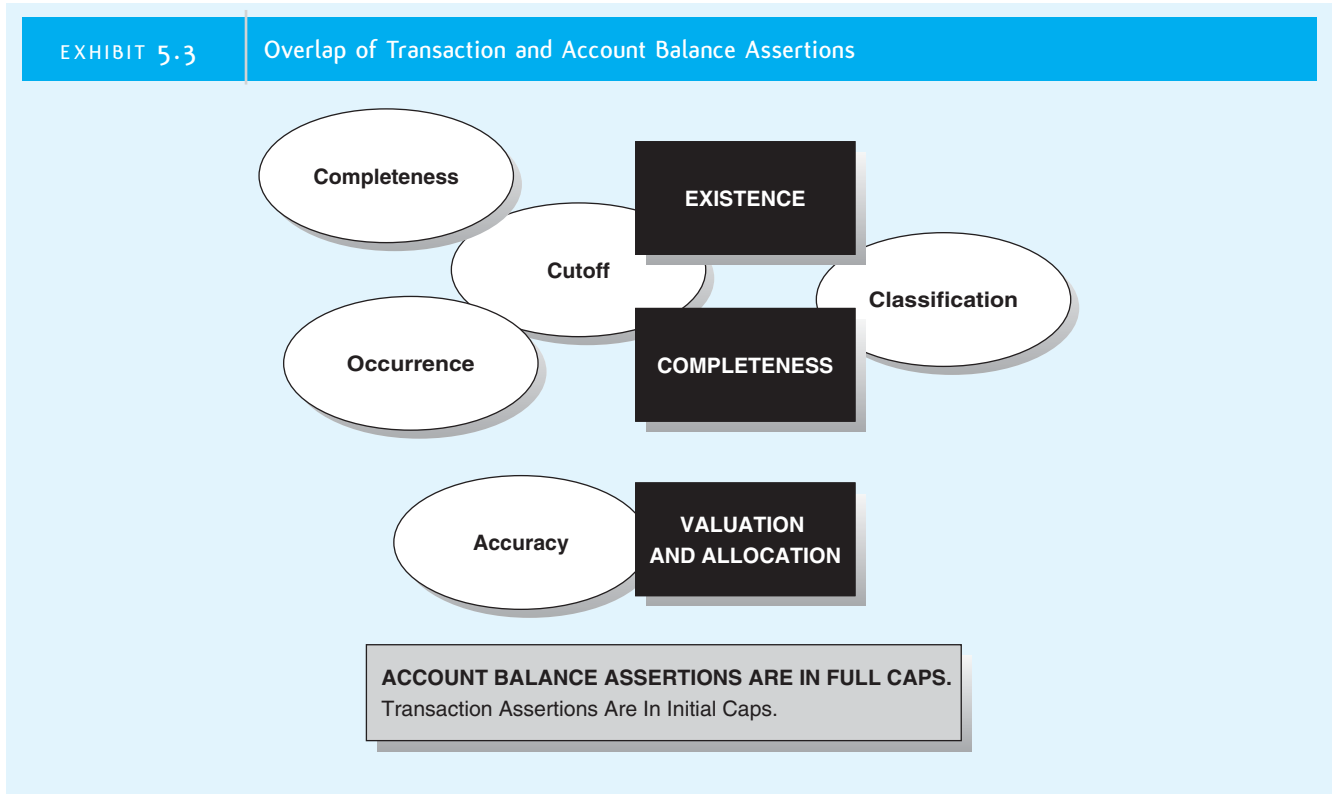 EXHIBIT 5.3
Overlap of Transaction and Account Balance Assertions
Completeness
EXISTENCE
Cutoff
Classification
Occurrence
COMPLETENESS
Accuracy
VALUATION
AND ALLOCATION
ACCOUNT BALANCE ASSERTIONS ARE IN FULL CAPS.
Transaction Assertions Are In Initial Caps.